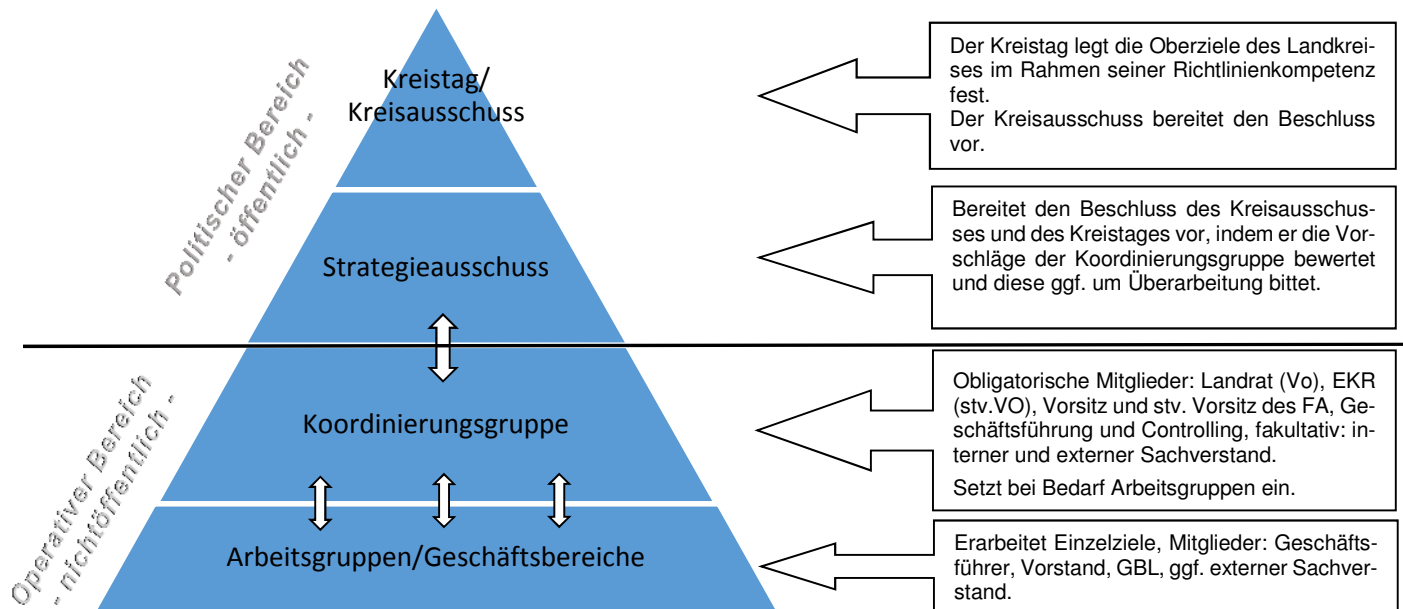 Politischer Bereich
- öffentlich -
Kreistag/
Kreisausschuss
Der Kreistag legt die Oberziele des Landkrei-
ses im Rahmen seiner Richtlinienkompetenz
fest.
Der Kreisausschuss bereitet den Beschluss
vor.
Strategieausschuss
Bereitet den Beschluss des Kreisausschus-
ses und des Kreistages vor, indem er die Vor-
schläge der Koordinierungsgruppe bewertet
und diese ggf. um Überarbeitung bittet.
Operativer Bereich
- nichtöffentlich -
Koordinierungsgruppe
Obligatorische Mitglieder: Landrat (Vo), EKR
(stv.VO), Vorsitz und stv. Vorsitz des FA, Ge-
schäftsführung und Controlling, fakultativ: in-
terner und externer Sachverstand.
Setzt bei Bedarf Arbeitsgruppen ein.
Arbeitsgruppen/Geschäftsbereiche
Erarbeitet Einzelziele, Mitglieder: Geschäfts-
führer, Vorstand, GBL, ggf. externer Sachver-
stand.